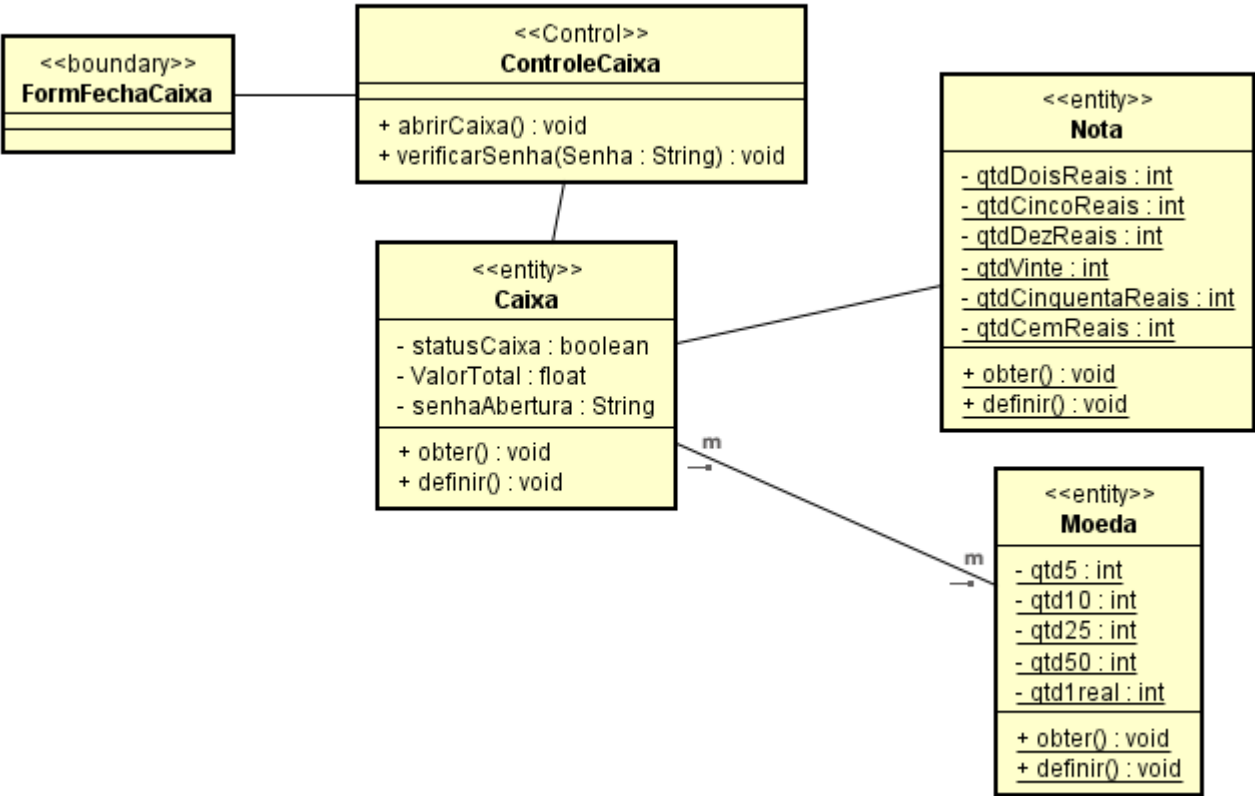 <<boundary>>
FormFechaCaixa
<<Control>>
ControleCaixa
+ abrirCaixa() : void
+ verificarSenha(Senha : String) : void
<<entity>>
Caixa
- statusCaixa : boolean
- ValorTotal : float
- senhaAbertura : String
+ obter() : void
+ definir() : void
<<entity>>
Nota
- qtdDoisReais : int
- qtdCincoReais : int
- qtdDezReais : int
- qtdVinte : int
- qtdCinquentaReais : int
- qtdCemReais : int
+ obter() : void
+ definir() : void
m
m
<<entity>>
Moeda
- qtd5 : int
- qtd10 : int
- qtd25 : int
- qtd50 : int
- qtd1real : int
+ obter() : void
+ definir() : void